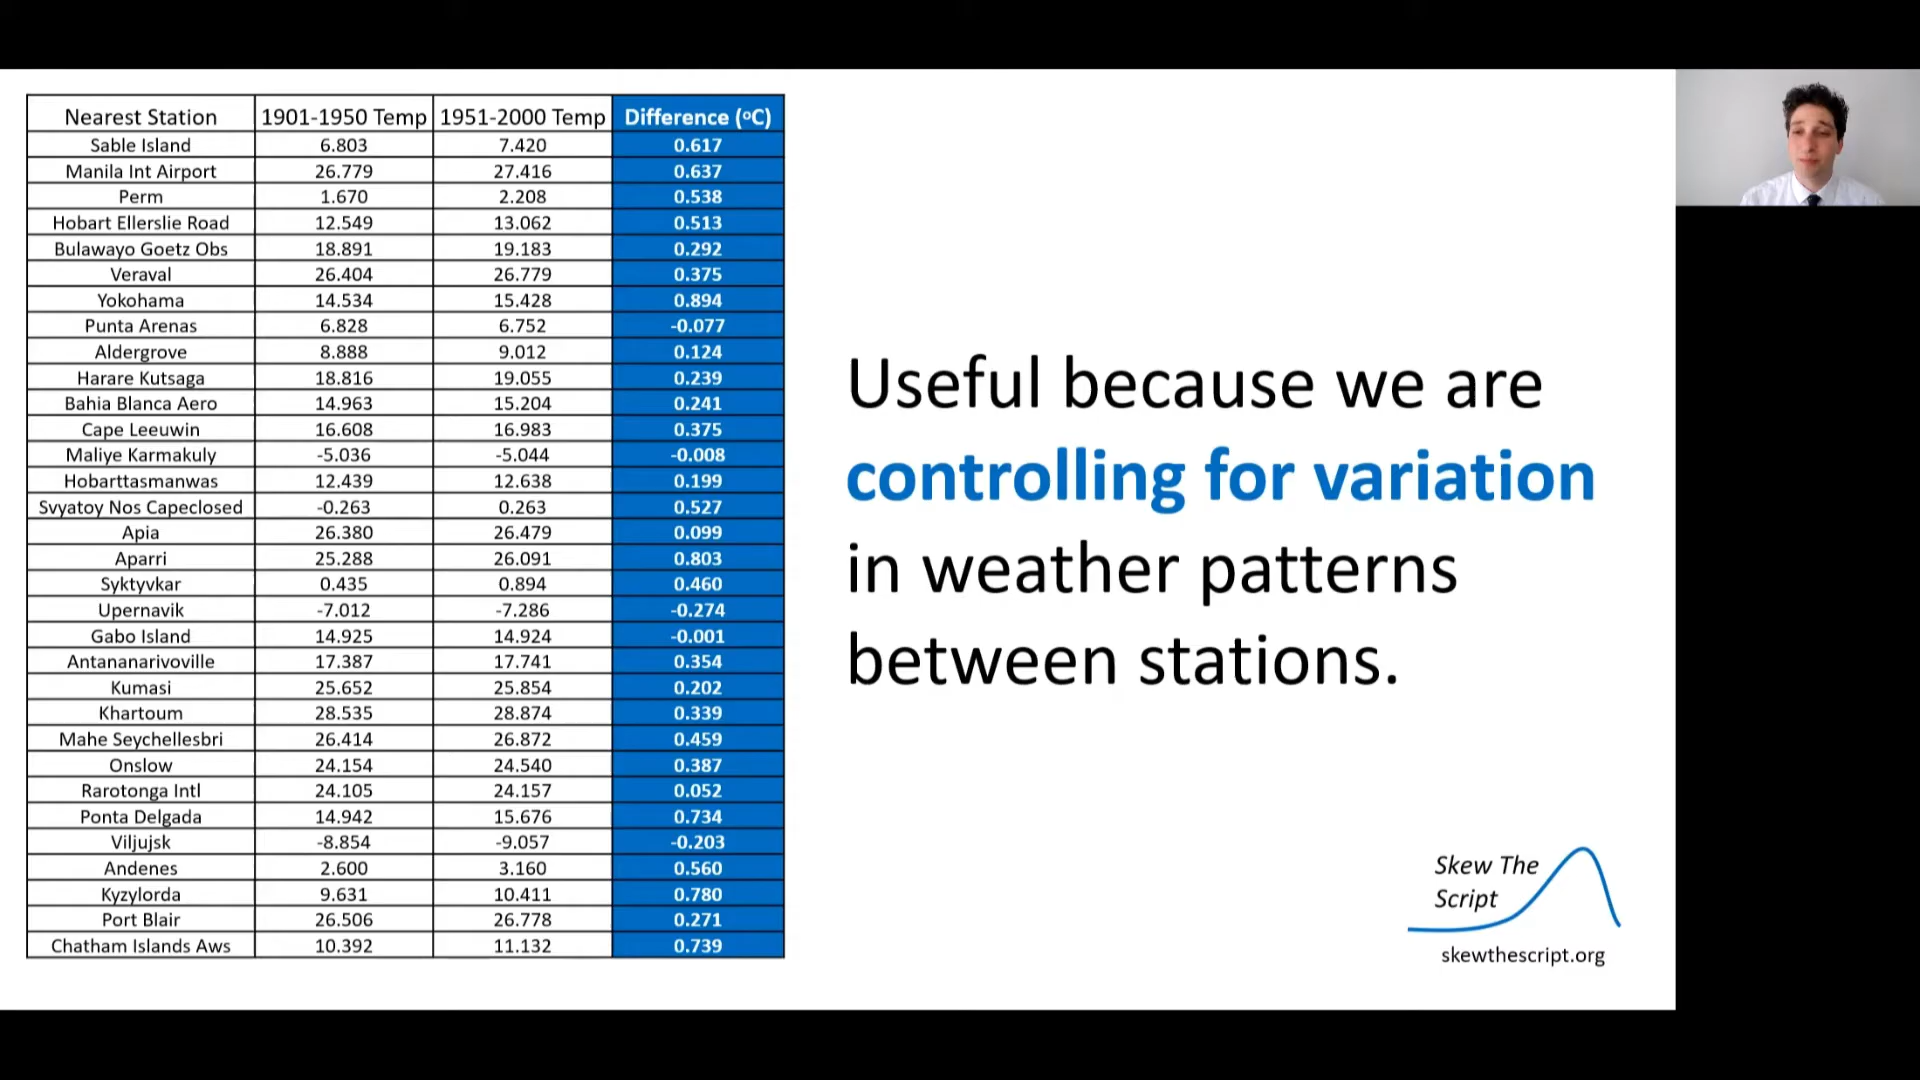 Nearest Station 1901-1950 Temp 1951-2000 Temp Difference (ºC)
Sable Island 6.803 7.420 0.617
Manila Int Airport 26.779 27.416 0.637
Perm 1.670 2.208 0.538
Hobart Ellerslie Road 12.549 13.062 0.513
Bulawayo Goetz Obs 18.891 19.183 0.292
Veraval 26.404 26.779 0.375
Yokohama 14.534 15.428 0.894
Punta Arenas 6.828 6.752 -0.077
Aldergrove 8.888 9.012 0.124
Harare Kutsaga 18.816 19.055 0.239
Bahia Blanca Aero 14.963 15.204 0.241
Cape Leeuwin 16.608 16.983 0.375
Maliye Karmakuly -5.036 -5.044 -0.008
Hobarttasmanwas 12.439 12.638 0.199
Svyatoy Nos Capeclosed -0.263 0.263 0.527
Apia 26.380 26.479 0.099
Aparri 25.288 26.091 0.803
Syktyvkar 0.435 0.894 0.460
Upernavik -7.012 -7.286 -0.274
Gabo Island 14.925 14.924 -0.001
Antananarivoville 17.387 17.741 0.354
Kumasi 25.652 25.854 0.202
Khartoum 28.535 28.874 0.339
Mahe Seychellesbri 26.414 26.872 0.459
Onslow 24.154 24.540 0.387
Rarotonga Intl 24.105 24.157 0.052
Ponta Delgada 14.942 15.676 0.734
Viljujsk -8.854 -9.057 -0.203
Andenes 2.600 3.160 0.560
Kyzylorda 9.631 10.411 0.780
Port Blair 26.506 26.778 0.271
Chatham Islands Aws 10.392 11.132 0.739
Useful because we are
controlling for variation
in weather patterns
between stations.
Skew The
Script
skewthescript.org